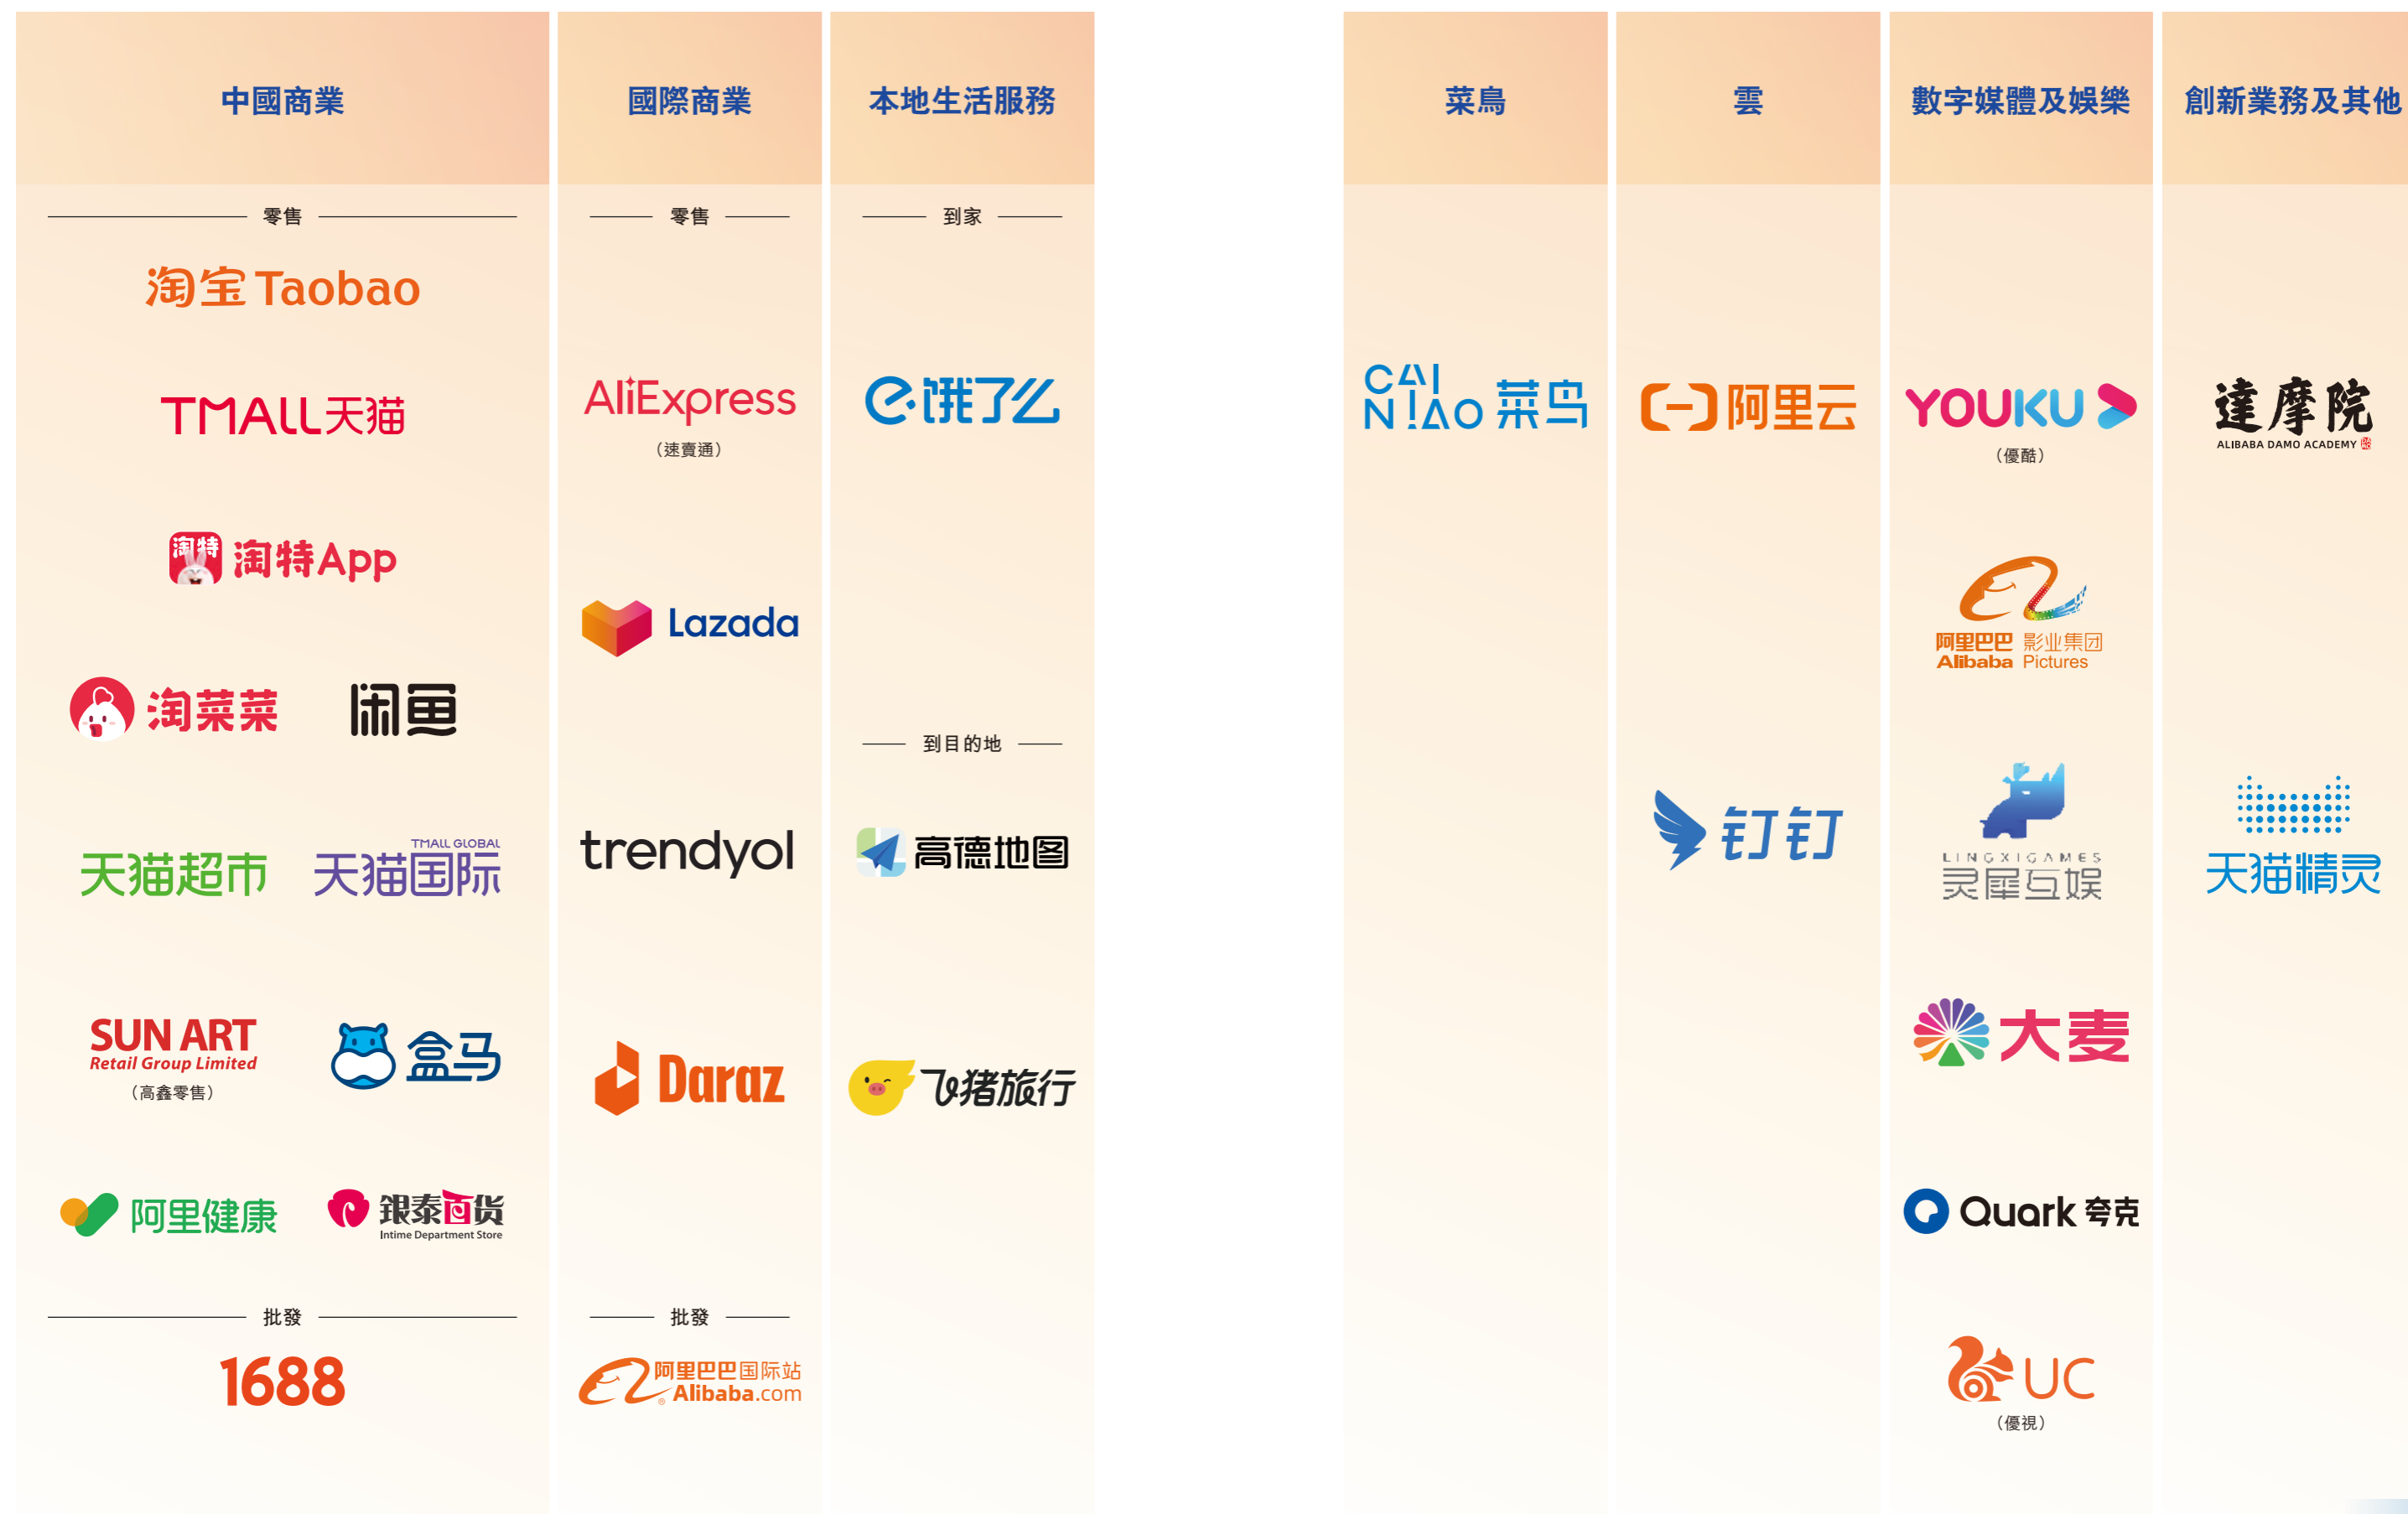 中國商業
零售
淘宝 Taobao
TMALL天猫
淘特
淘特App
淘菜菜
闲鱼
天猫超市
TMALL GLOBAL
天猫国际
SUN ART
Retail Group Limited
（高鑫零售）
盒马
阿里健康
银泰百货
Intime Department Store
批發
1688
國際商業
零售
AliExpress
（速賣通）
Lazada
trendyol
Daraz
批發
阿里巴巴国际站
® Alibaba.com
本地生活服務
到家
饿了么
到目的地
高德地图
飞猪旅行
菜鳥
CAI
NIAO 菜鸟
雲
阿里云
钉钉
數字媒體及娛樂
YOUKU
（優酷）
阿里巴巴 影业集团
Alibaba Pictures
LINGXIGAMES
灵犀互娱
大麦
Quark 夸克
UC
（優視）
創新業務及其他
達摩院
ALIBABA DAMO ACADEMY
天猫精灵